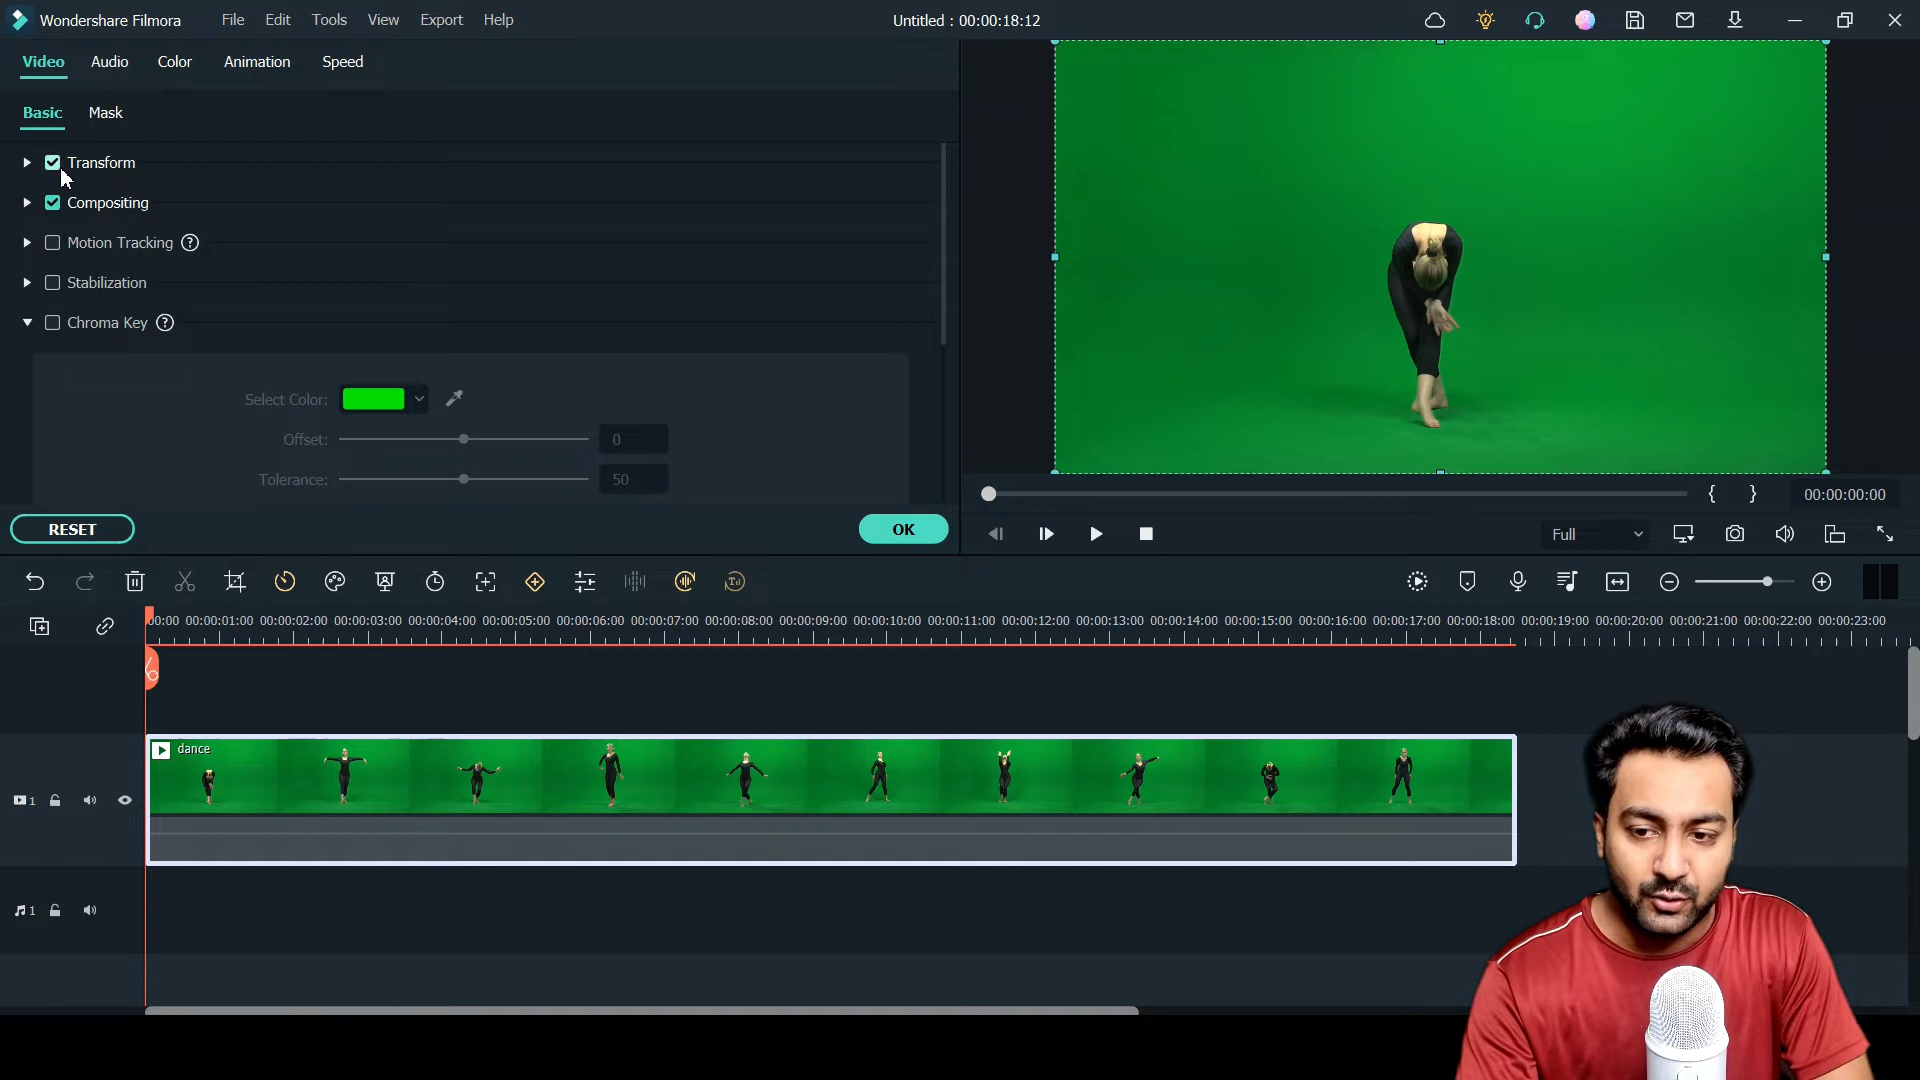 Wondershare Filmora File Edit Tools View Export Help Untitled : 00:00:18:12
Video Audio Color Animation Speed
Basic Mask
Transform
Compositing
Motion Tracking ?
Stabilization
Chroma Key ?
Select Color:
Offset: 0
Tolerance: 50
RESET OK
{ } 00:00:00:00
Full
00:00 00:00:01:00 00:00:02:00 00:00:03:00 00:00:04:00 00:00:05:00 00:00:06:00 00:00:07:00 00:00:08:00 00:00:09:00 00:00:10:00 00:00:11:00 00:00:12:00 00:00:13:00 00:00:14:00 00:00:15:00 00:00:16:00 00:00:17:00 00:00:18:00 00:00:19:00 00:00:20:00 00:00:21:00 00:00:22:00 00:00:23:00
dance
1
1